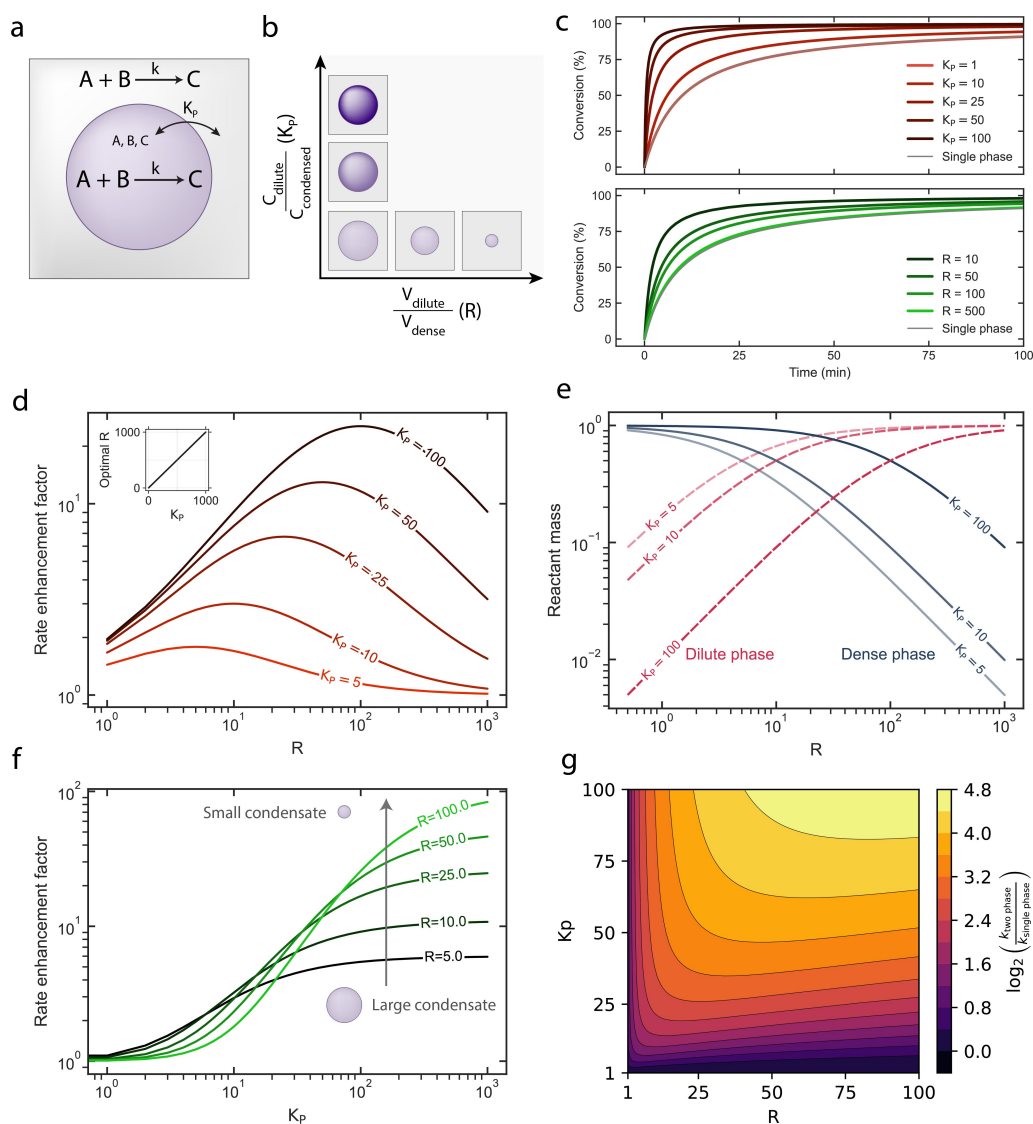 a
A + B k C
K_P
A, B, C
A + B k C
b
C_dilute / C_condensed (K_P)
V_dilute / V_dense (R)
c
Conversion (%)
100
75
50
25
0
K_P = 1
K_P = 10
K_P = 25
K_P = 50
K_P = 100
Single phase
Conversion (%)
100
75
50
25
0
R = 10
R = 50
R = 100
R = 500
Single phase
0 25 50 75 100
Time (min)
d
Rate enhancement factor
10^1
10^0
Optimal R
1000
0
0 1000
K_P
K_P = 100
K_P = 50
K_P = 25
K_P = 10
K_P = 5
10^0 10^1 10^2 10^3
R
e
Reactant mass
10^0
10^-1
10^-2
K_P = 5
K_P = 10
K_P = 100
K_P = 100
K_P = 10
K_P = 5
Dilute phase
Dense phase
10^0 10^1 10^2 10^3
R
f
Rate enhancement factor
10^2
10^1
10^0
Small condensate
R=100.0
R=50.0
R=25.0
R=10.0
R=5.0
Large condensate
10^0 10^1 10^2 10^3
K_P
g
Kp
100
75
50
25
1
1 25 50 75 100
R
4.8
4.0
3.2
2.4
1.6
0.8
0.0
log_2 (k_two phase / k_single phase)